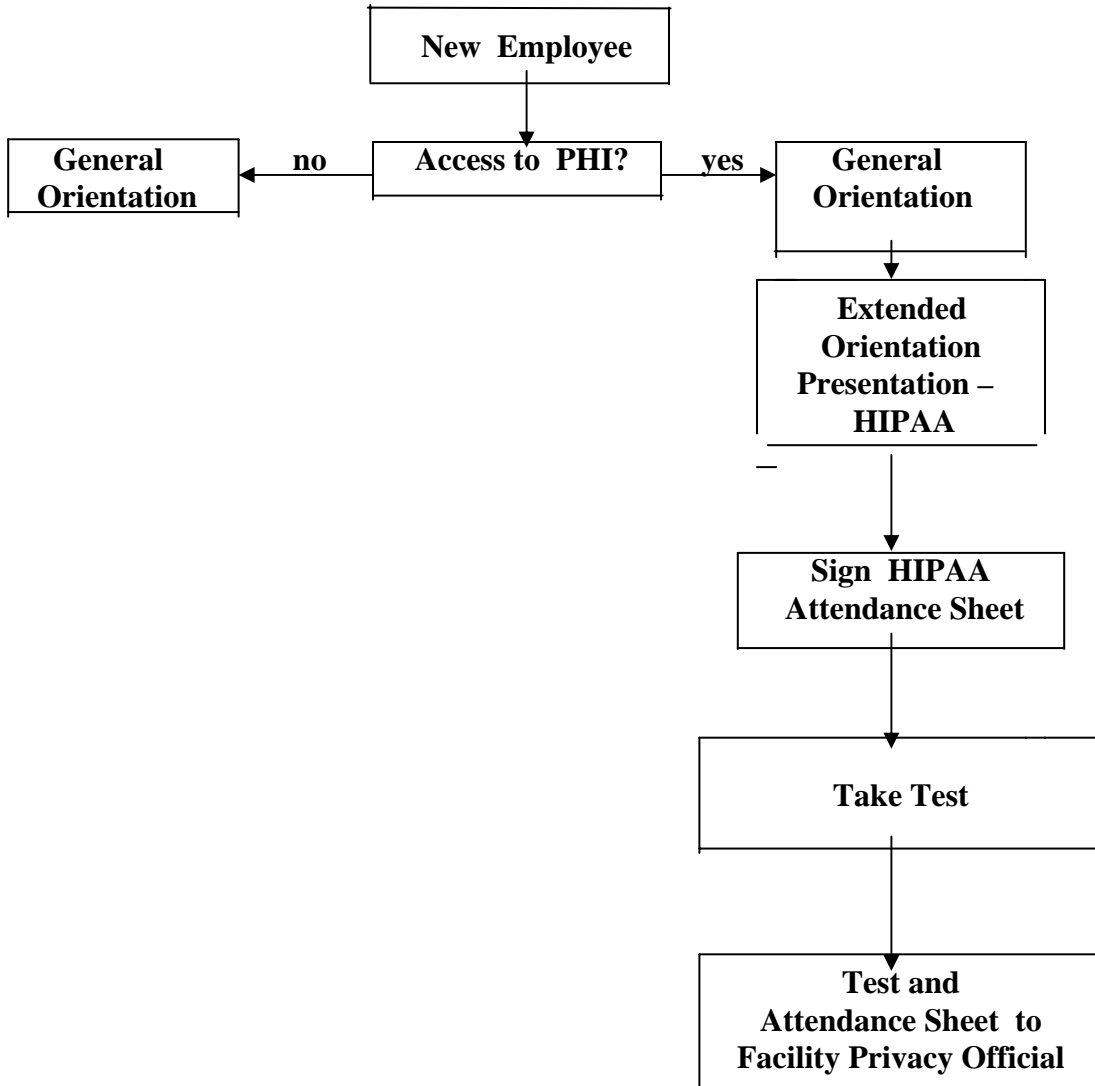 New Employee
General
Orientation
no
Access to PHI?
yes
General
Orientation
Extended
Orientation
Presentation –
HIPAA
Sign HIPAA
Attendance Sheet
Take Test
Test and
Attendance Sheet to
Facility Privacy Official